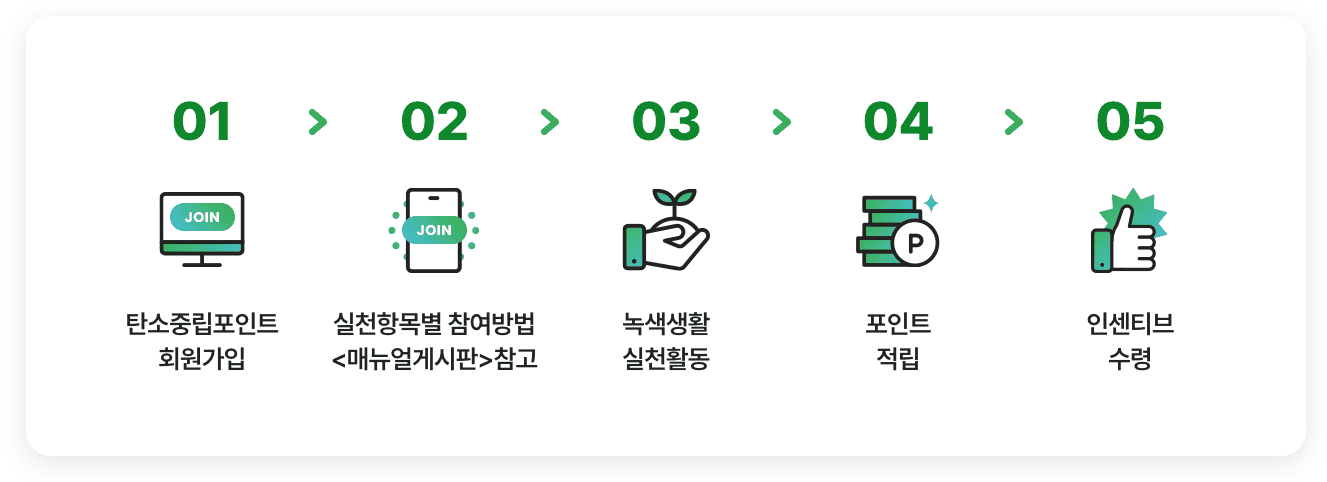 01 > 02 > 03 > 04 > 05
JOIN
JOIN
P
탄소중립포인트
회원가입
실천항목별 참여방법
<매뉴얼게시판>참고
녹색생활
실천활동
포인트
적립
인센티브
수령